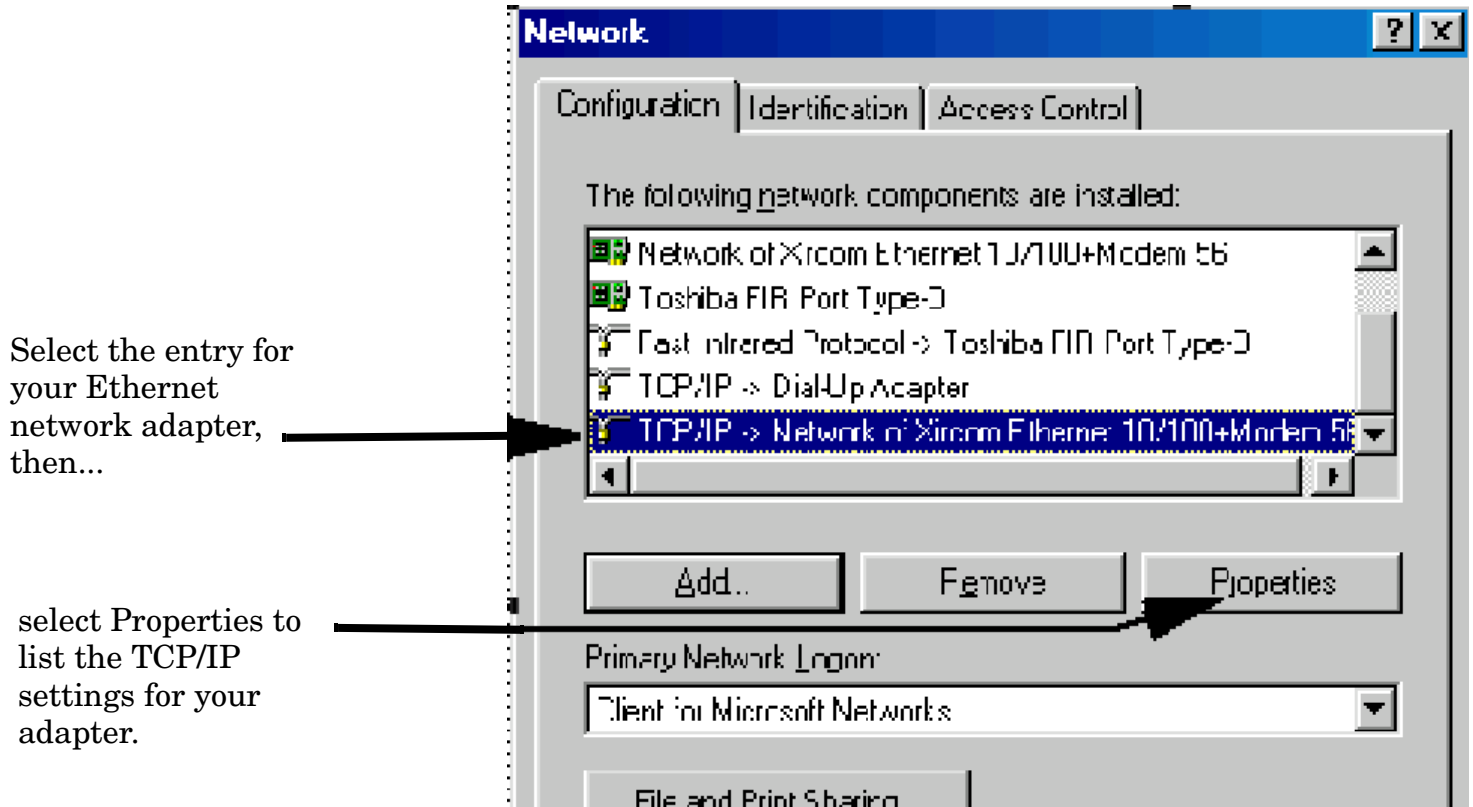 Network
Configuration Identification Access Control
The following network components are installed:
Network of Xircom Ethernet 10/100+Modem 56
Toshiba FIR Port Type-O
Fast Infrared Protocol -> Toshiba FIR Port Type-O
TCP/IP -> Dial-Up Adapter
TCP/IP -> Network of Xircom Ethernet 10/100+Modem 56
Select the entry for
your Ethernet
network adapter,
then...
Add... Remove Properties
select Properties to
list the TCP/IP
settings for your
adapter.
Primary Network Logon:
Client for Microsoft Networks
File and Print Sharing